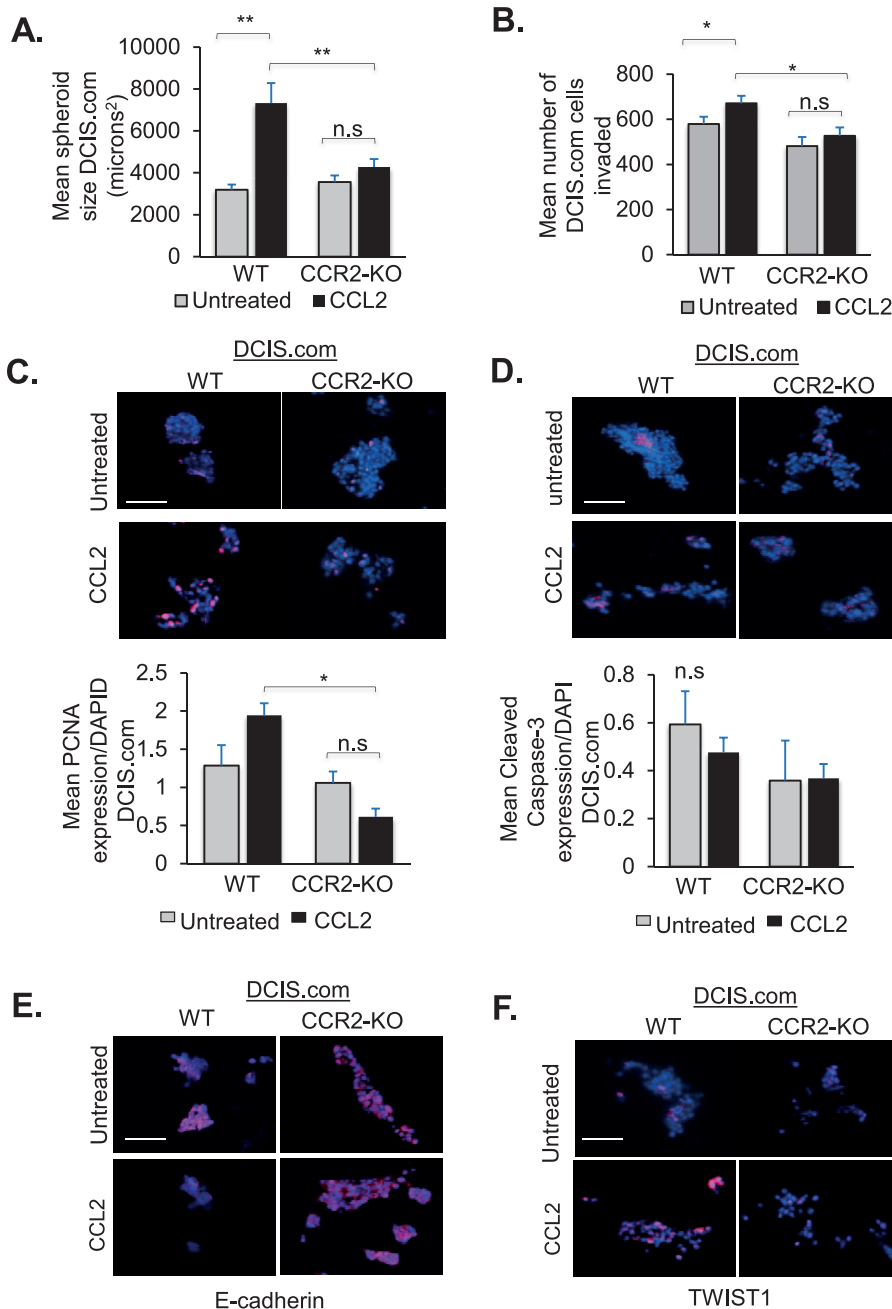 A.
**
**
n.s
Mean spheroid
size DCIS.com
(microns2)
10000
8000
6000
4000
2000
0
WT
CCR2-KO
Untreated
CCL2
B.
*
*
n.s
Mean number of
DCIS.com cells
invaded
800
600
400
200
0
WT
CCR2-KO
Untreated
CCL2
C.
DCIS.com
WT
CCR2-KO
Untreated
CCL2
Mean PCNA
expression/DAPID
DCIS.com
2.5
2
1.5
1
0.5
0
*
n.s
WT
CCR2-KO
Untreated
CCL2
D.
DCIS.com
WT
CCR2-KO
untreated
CCL2
Mean Cleaved
Caspase-3
expresssion/DAPI
DCIS.com
0.8
0.6
0.4
0.2
0
n.s
WT
CCR2-KO
Untreated
CCL2
E.
DCIS.com
WT
CCR2-KO
Untreated
CCL2
E-cadherin
F.
DCIS.com
WT
CCR2-KO
Untreated
CCL2
TWIST1